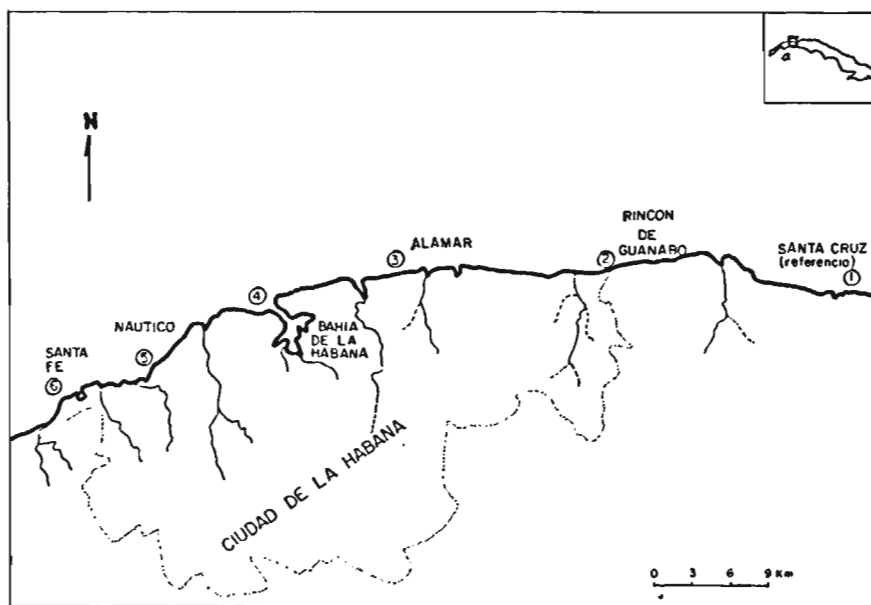 a
N
RINCON
DE
GUANABO
②
SANTA CRUZ
(referencio)
①
③ ALAMAR
④
BAHIA
DE LA
HABANA
NAUTICO
⑤
SANTA
FE
⑥
CIUDAD DE LA HABANA
0 3 6 9 Km